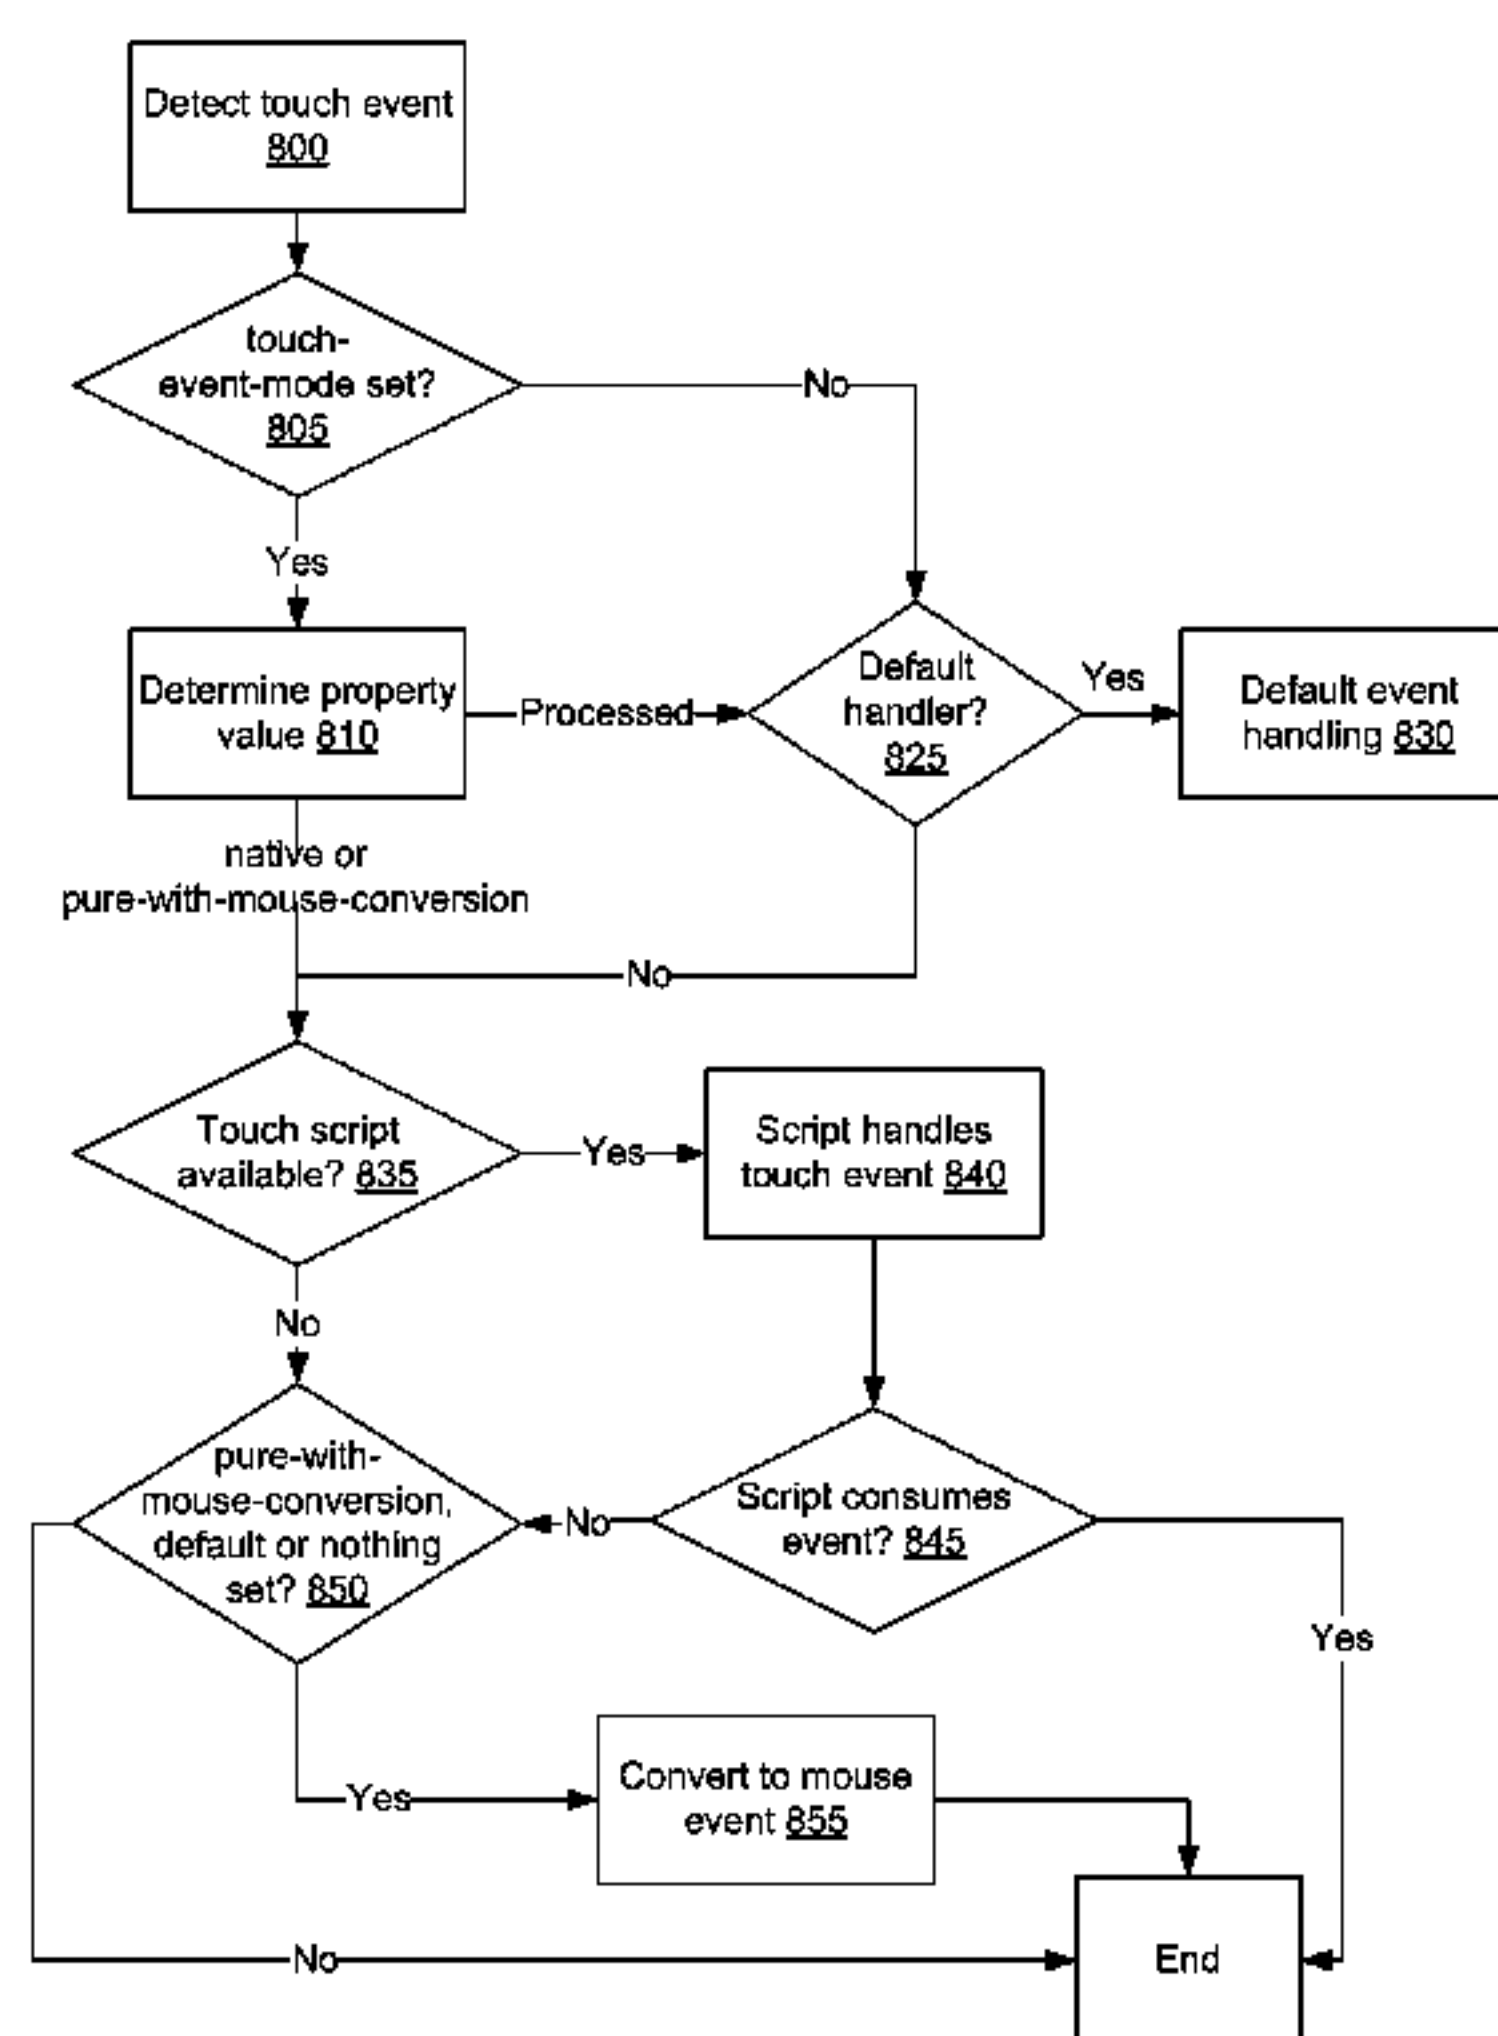 Detect touch event
800
touch-
event-mode set?
805
No
Yes
Determine property
value 810
Processed
Default
handler?
825
Yes
Default event
handling 830
native or
pure-with-mouse-conversion
No
Touch script
available? 835
Yes
Script handles
touch event 840
No
pure-with-
mouse-conversion,
default or nothing
set? 850
No
Script consumes
event? 845
Yes
Yes
Convert to mouse
event 855
No
End